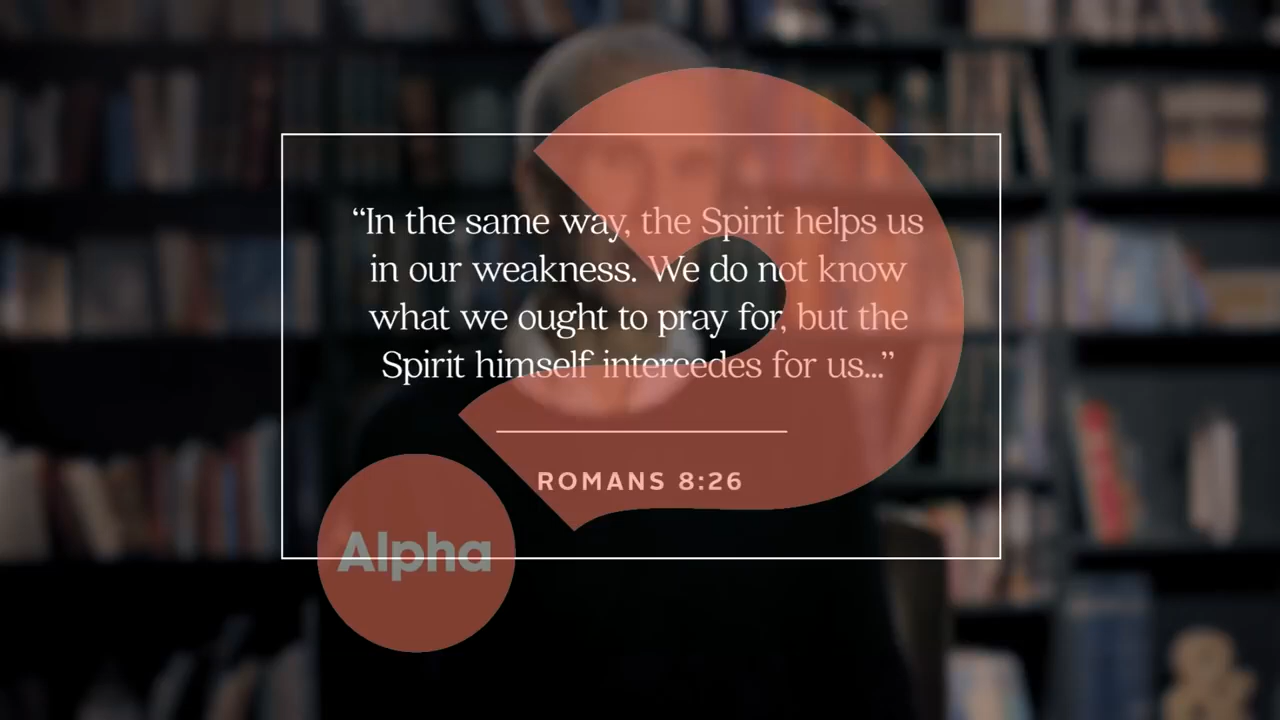 “In the same way, the Spirit helps us
in our weakness. We do not know
what we ought to pray for, but the
Spirit himself intercedes for us...”
ROMANS 8:26
Alpha